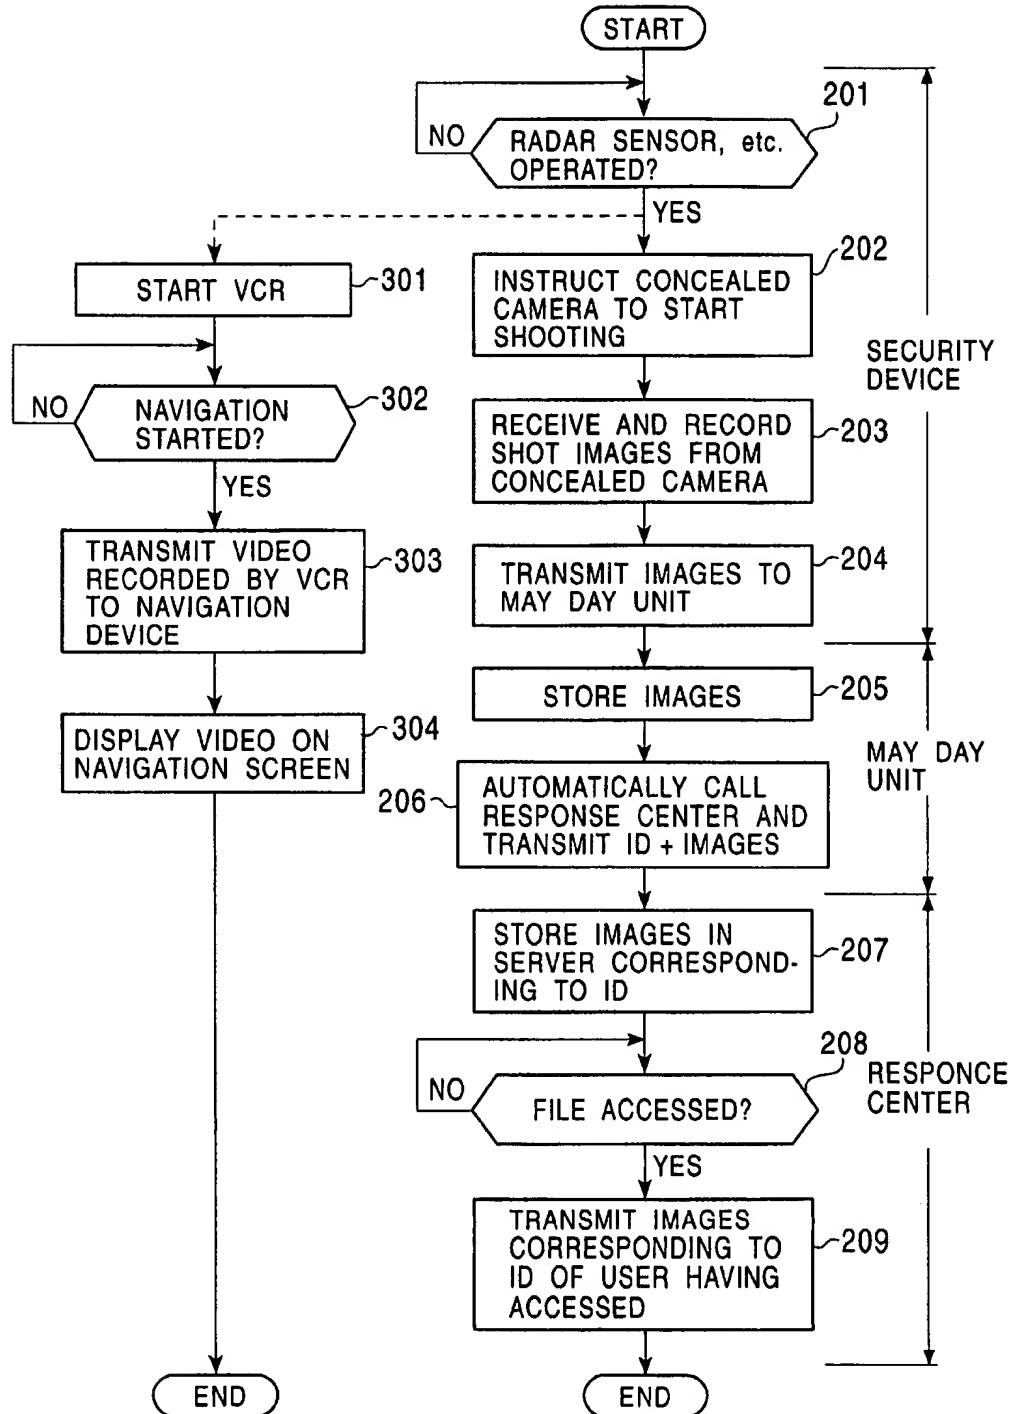 START
201
RADAR SENSOR, etc.
OPERATED?
NO
YES
202
INSTRUCT CONCEALED
CAMERA TO START
SHOOTING
START VCR
301
SECURITY
DEVICE
NO
NAVIGATION
STARTED?
302
RECEIVE AND RECORD
SHOT IMAGES FROM
CONCEALED CAMERA
203
YES
TRANSMIT VIDEO
RECORDED BY VCR
TO NAVIGATION
DEVICE
303
TRANSMIT IMAGES TO
MAY DAY UNIT
204
STORE IMAGES
205
DISPLAY VIDEO ON
NAVIGATION SCREEN
304
MAY DAY
UNIT
206
AUTOMATICALLY CALL
RESPONSE CENTER AND
TRANSMIT ID + IMAGES
STORE IMAGES IN
SERVER CORRESPOND-
ING TO ID
207
208
NO
FILE ACCESSED?
RESPONCE
CENTER
YES
TRANSMIT IMAGES
CORRESPONDING TO
ID OF USER HAVING
ACCESSED
209
END
END